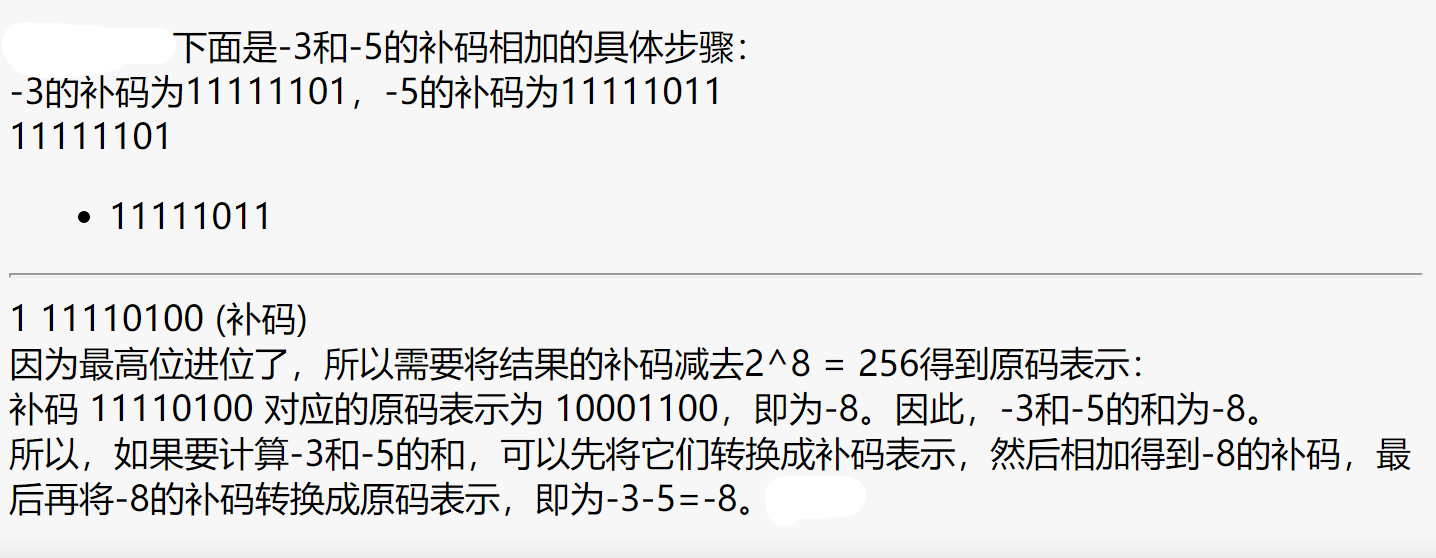 下面是-3和-5的补码相加的具体步骤：
-3的补码为11111101，-5的补码为11111011
11111101
• 11111011
1 11110100 (补码)
因为最高位进位了，所以需要将结果的补码减去2^8 = 256得到原码表示：
补码 11110100 对应的原码表示为 10001100，即为-8。因此，-3和-5的和为-8。
所以，如果要计算-3和-5的和，可以先将它们转换成补码表示，然后相加得到-8的补码，最
后再将-8的补码转换成原码表示，即为-3-5=-8。